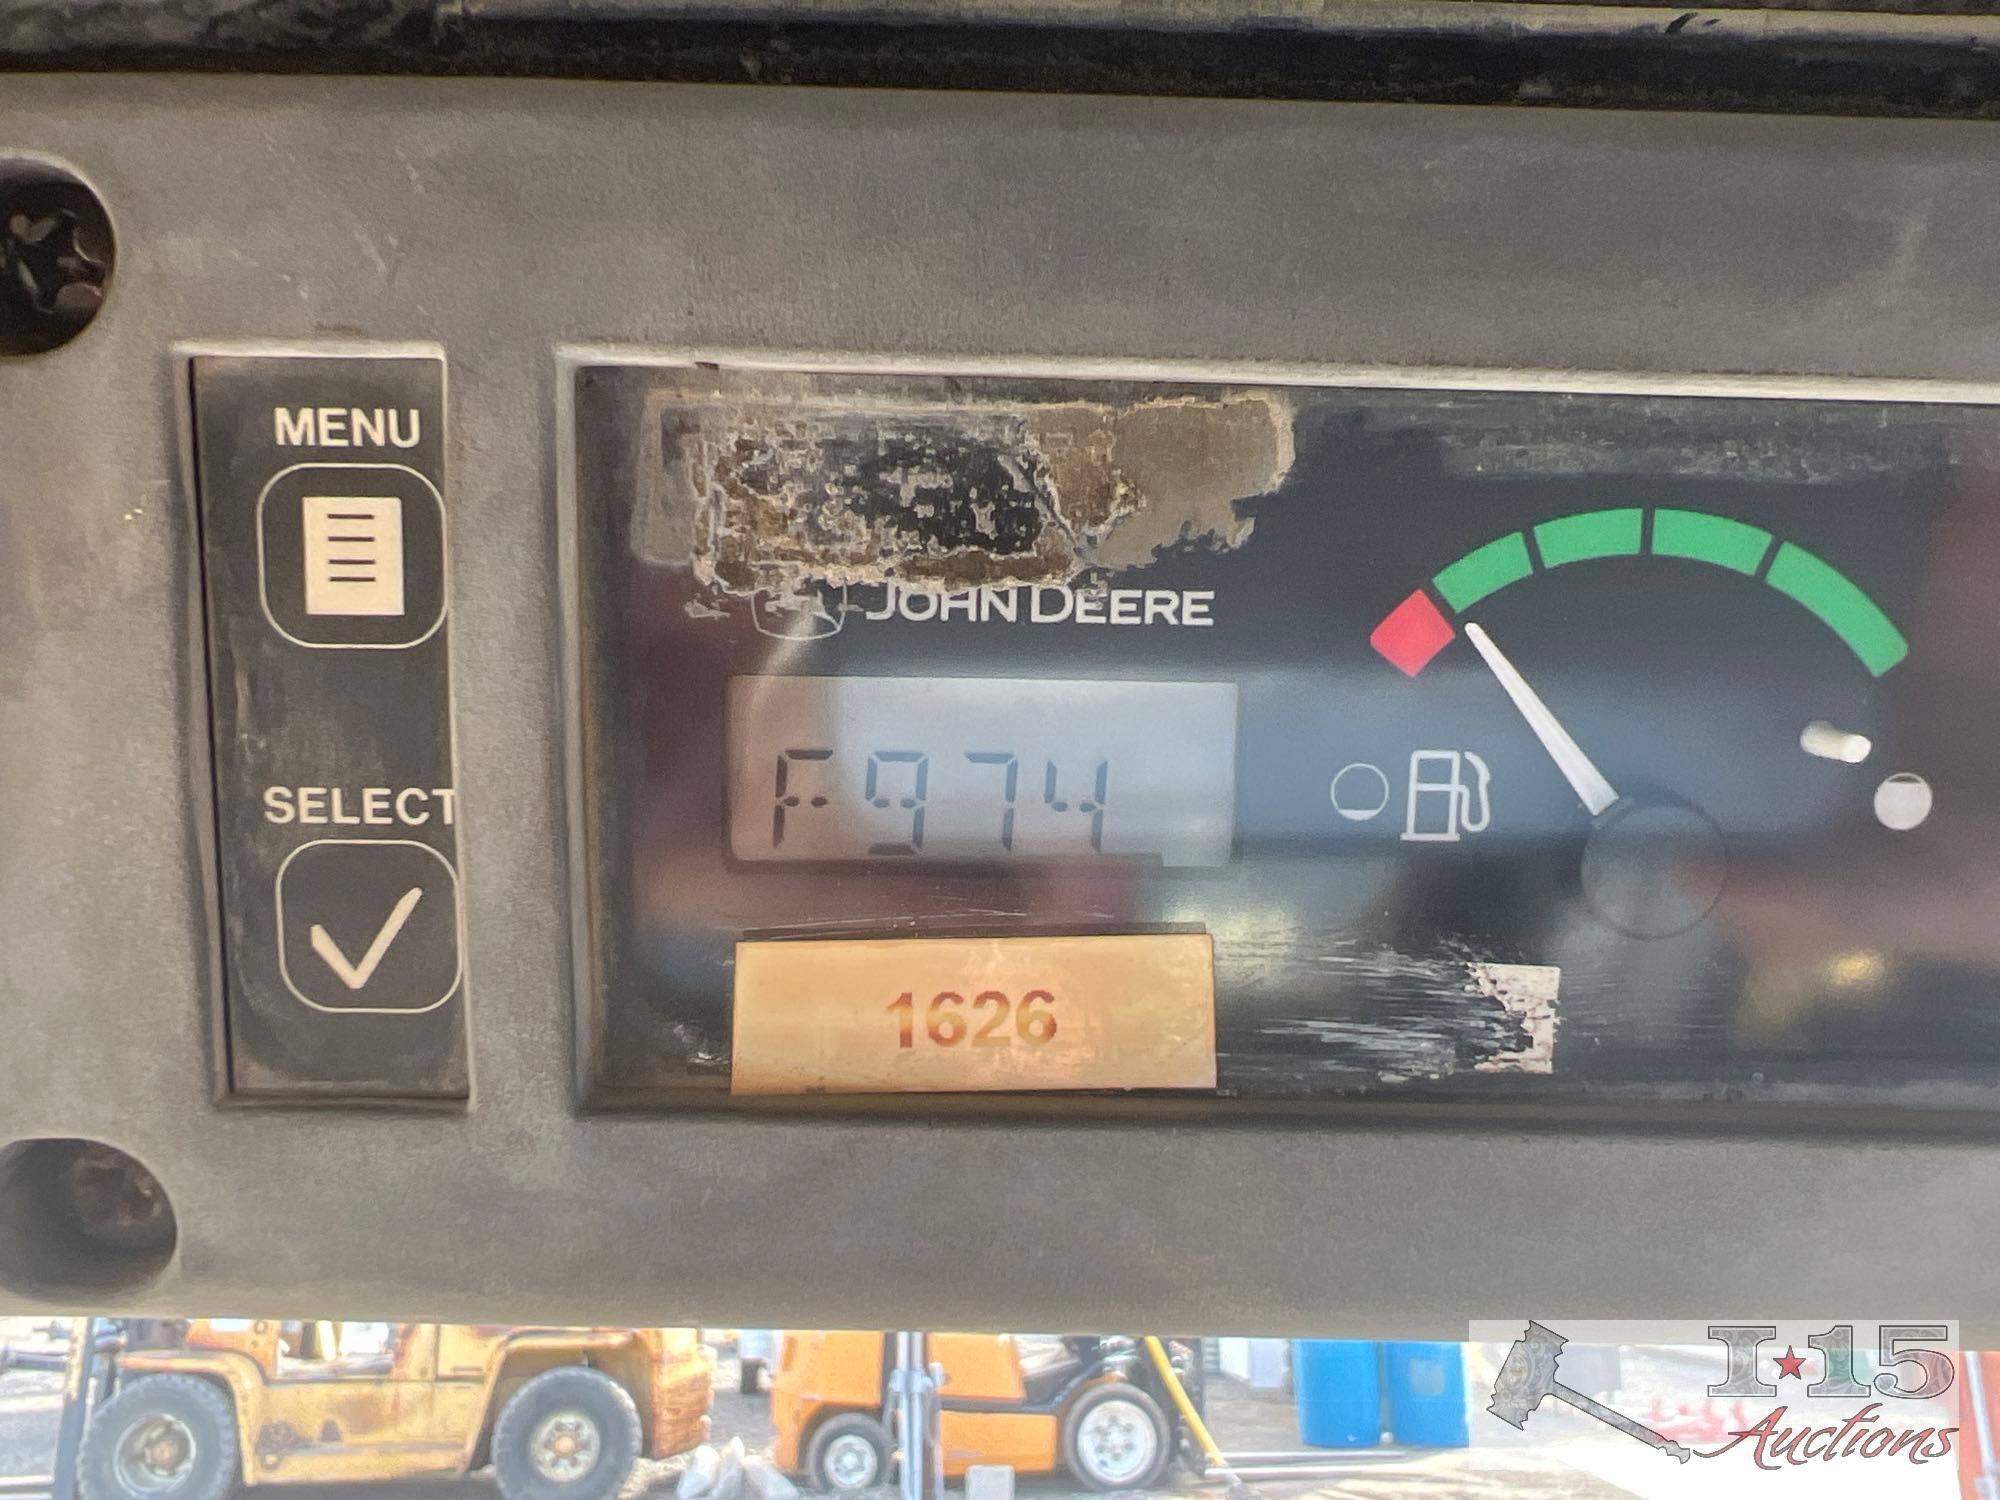 MENU
JOHN DEERE
F974
SELECT
1626
I 15
Auctions